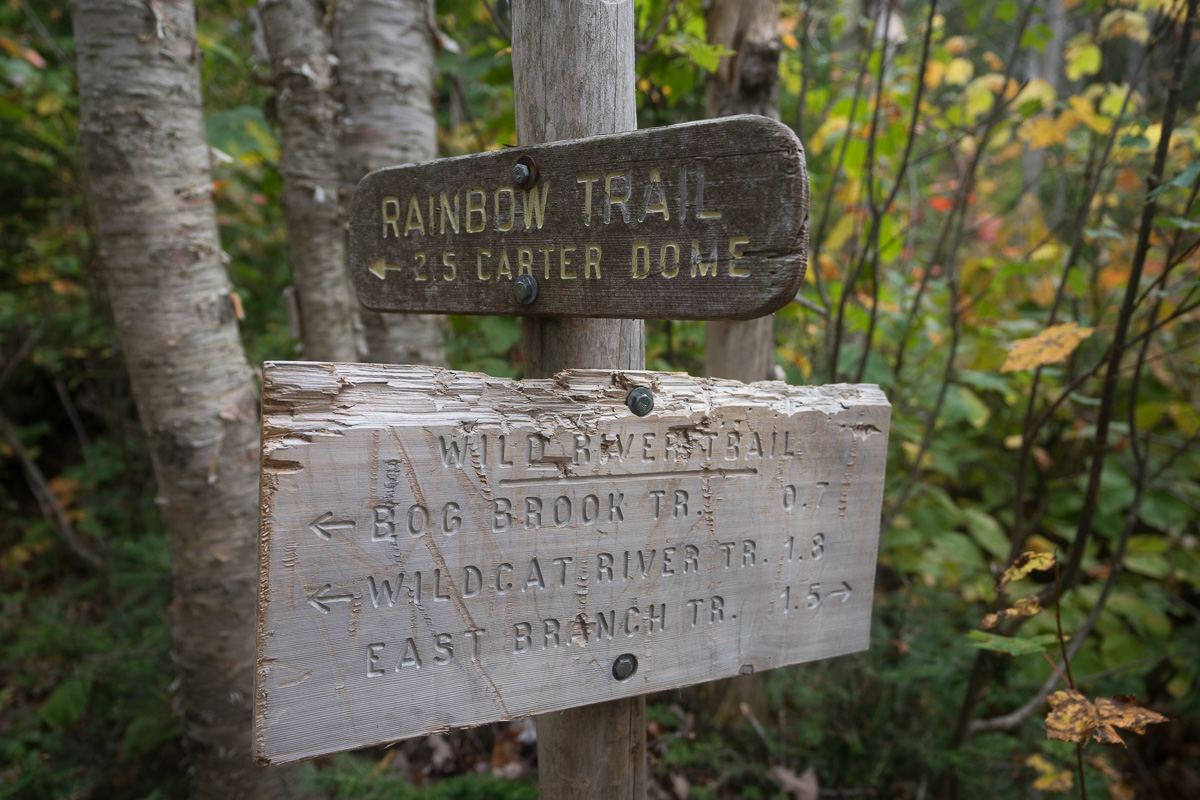 RAINBOW TRAIL
← 2.5 CARTER DOME
WILD RIVER TRAIL
← BOG BROOK TR. 0.7
← WILDCAT RIVER TR. 1.8
EAST BRANCH TR. 1.5 →